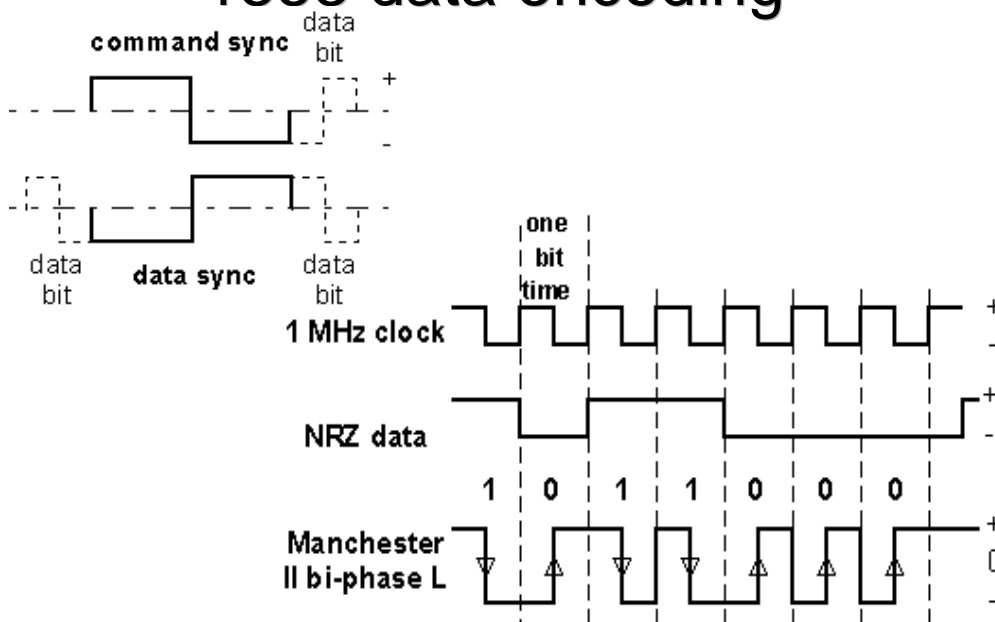 data encoding
command sync
data
bit
+
-
data
bit
data sync
data
bit
one
bit
time
1 MHz clock
+
-
NRZ data
+
-
1 0 1 1 0 0 0
Manchester
II bi-phase L
+
-